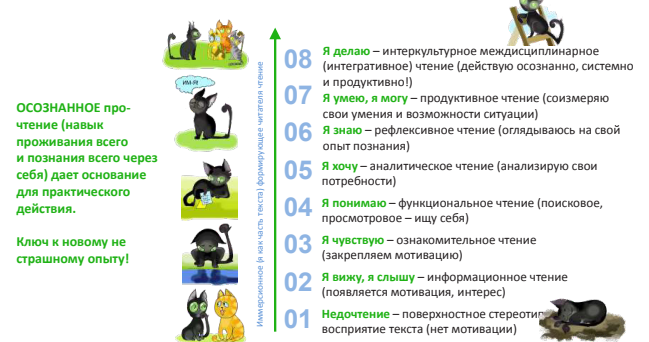 ОСОЗНАННОЕ про-
чтение (навык
проживания всего
и познания всего через
себя) дает основание
для практического
действия.
Ключ к новому не
страшному опыту!
ИМ-Я!
Иммерсионное (я как часть текста) формирующее читателя чтение
08 Я делаю – интеркультурное междисциплинарное
(интегративное) чтение (действую осознанно, системно
и продуктивно!)
07 Я умею, я могу – продуктивное чтение (соизмеряю
свои умения и возможности ситуации)
06 Я знаю – рефлексивное чтение (оглядываюсь на свой
опыт познания)
05 Я хочу – аналитическое чтение (анализирую свои
потребности)
04 Я понимаю – функциональное чтение (поисковое,
просмотровое – ищу себя)
03 Я чувствую – ознакомительное чтение
(закрепляем мотивацию)
02 Я вижу, я слышу – информационное чтение
(появляется мотивация, интерес)
01 Недочтение – поверхностное
восприятие текста (нет мотивации)